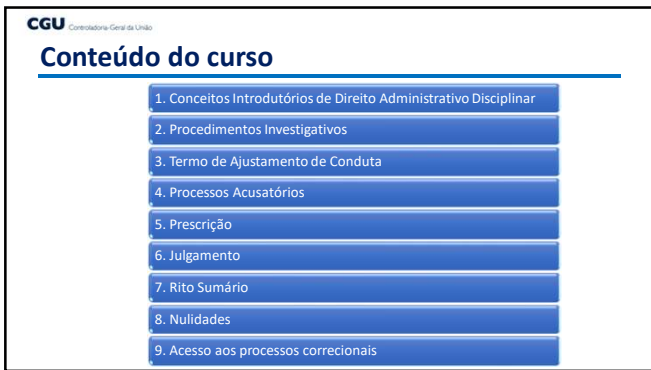 CGU Controladoria-Geral da União
Conteúdo do curso
1. Conceitos Introdutórios de Direito Administrativo Disciplinar
2. Procedimentos Investigativos
3. Termo de Ajustamento de Conduta
4. Processos Acusatórios
5. Prescrição
6. Julgamento
7. Rito Sumário
8. Nulidades
9. Acesso aos processos correcionais